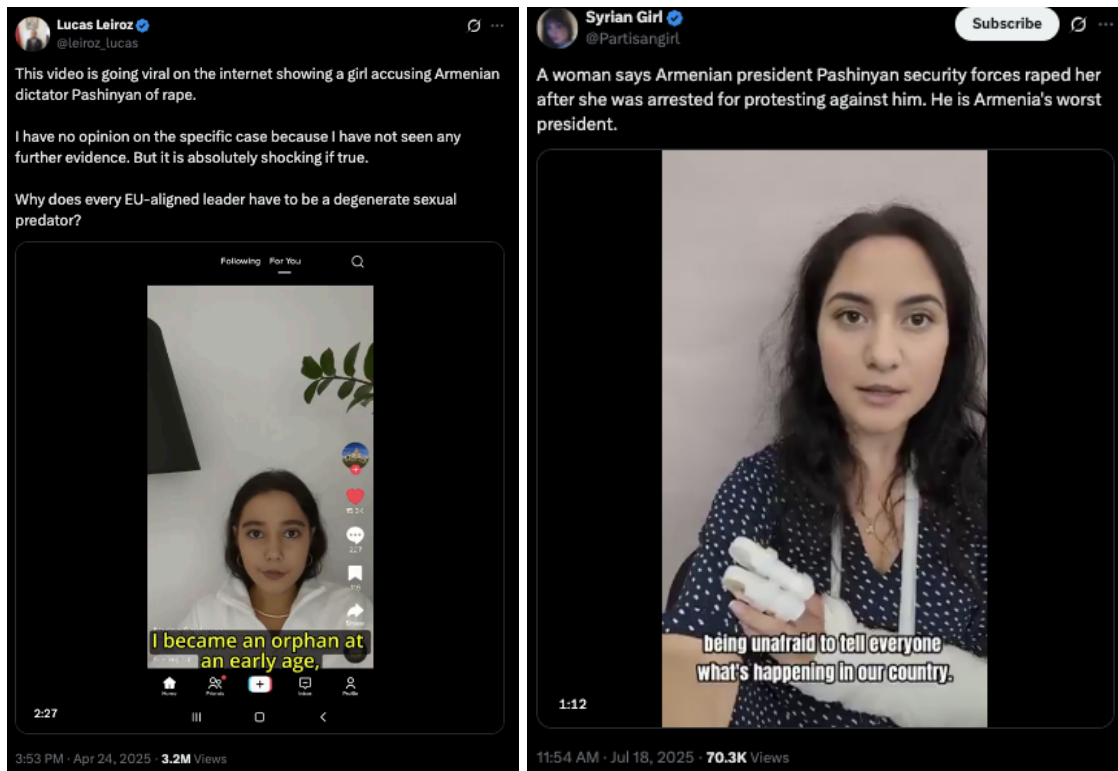 Lucas Leiroz
@leiroz_lucas
This video is going viral on the internet showing a girl accusing Armenian
dictator Pashinyan of rape.
I have no opinion on the specific case because I have not seen any
further evidence. But it is absolutely shocking if true.
Why does every EU-aligned leader have to be a degenerate sexual
predator?
Following For You
I became an orphan at
an early age,
Home Friends Inbox Profile
2:27
3:53 PM · Apr 24, 2025 · 3.2M Views
Syrian Girl
@Partisangirl
Subscribe
A woman says Armenian president Pashinyan security forces raped her
after she was arrested for protesting against him. He is Armenia's worst
president.
being unafraid to tell everyone
what's happening in our country.
1:12
11:54 AM · Jul 18, 2025 · 70.3K Views